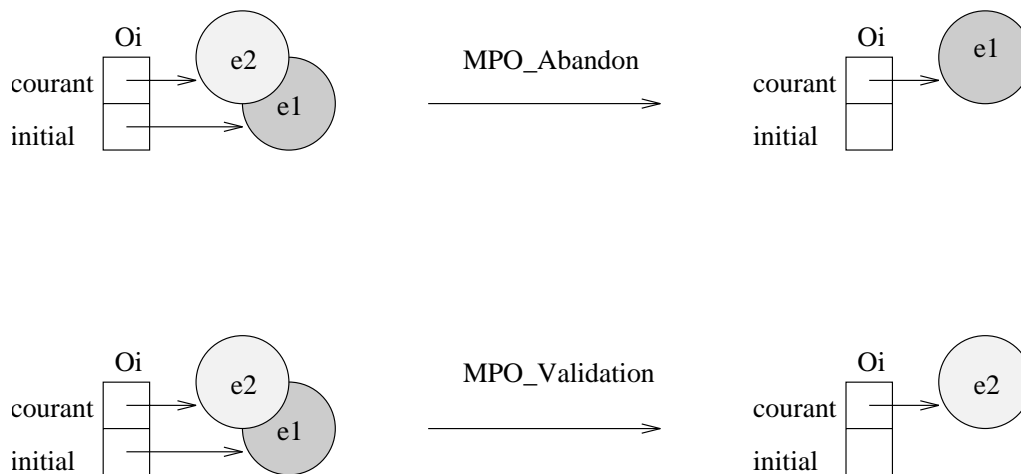 Oi
e2
courant
e1
initial
MPO_Abandon
Oi
e1
courant
initial
Oi
e2
courant
e1
initial
MPO_Validation
Oi
e2
courant
initial